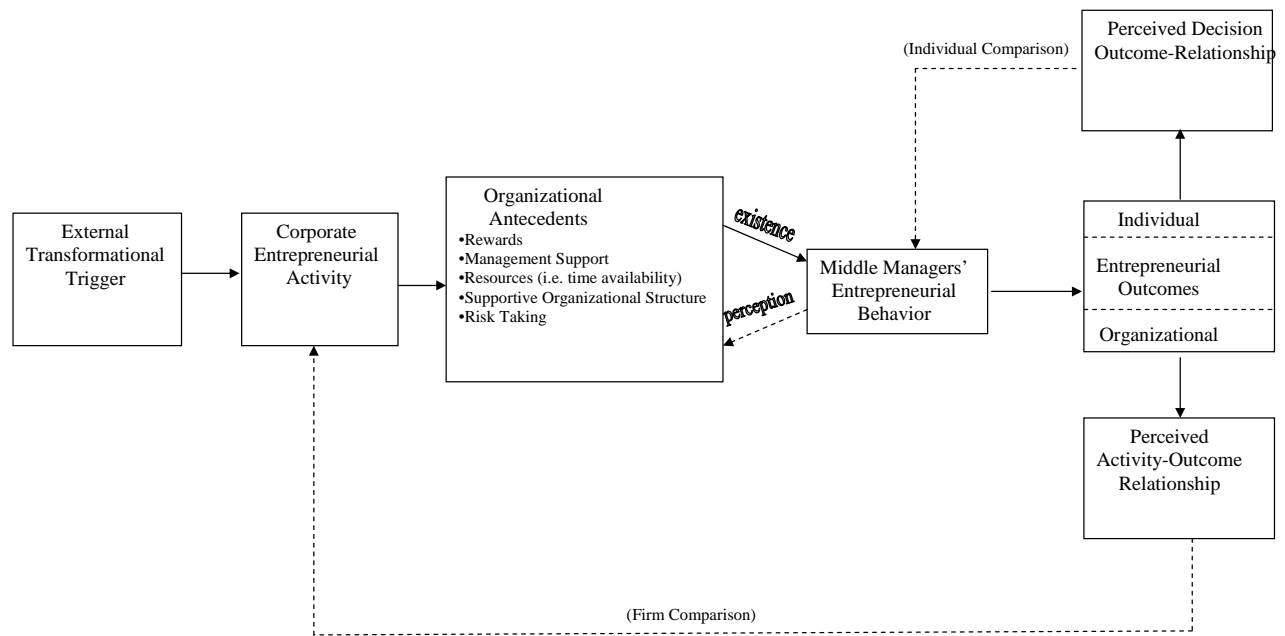 Perceived Decision
Outcome-Relationship
(Individual Comparison)
External
Transformational
Trigger
Corporate
Entrepreneurial
Activity
Organizational
Antecedents
•Rewards
•Management Support
•Resources (i.e. time availability)
•Supportive Organizational Structure
•Risk Taking
existence
perception
Middle Managers’
Entrepreneurial
Behavior
Individual
Entrepreneurial
Outcomes
Organizational
Perceived
Activity-Outcome
Relationship
(Firm Comparison)